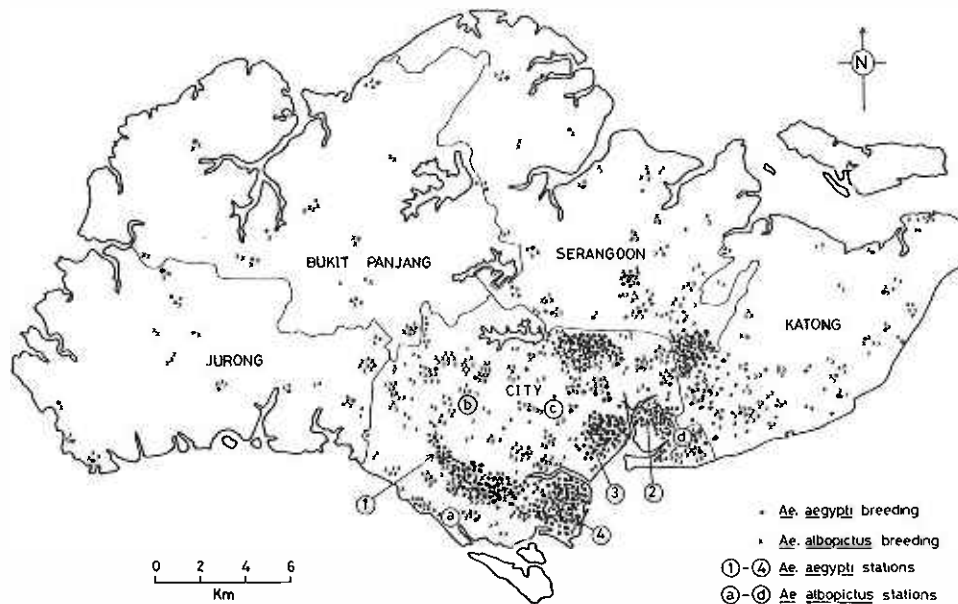 N
BUKIT PANJANG
SERANGOON
KATONG
JURONG
CITY
b
c
d
1
a
3
2
4
Ae. aegypti breeding
x Ae. albopictus breeding
1 - 4 Ae. aegypti stations
a - d Ae albopictus stations
0 2 4 6
Km